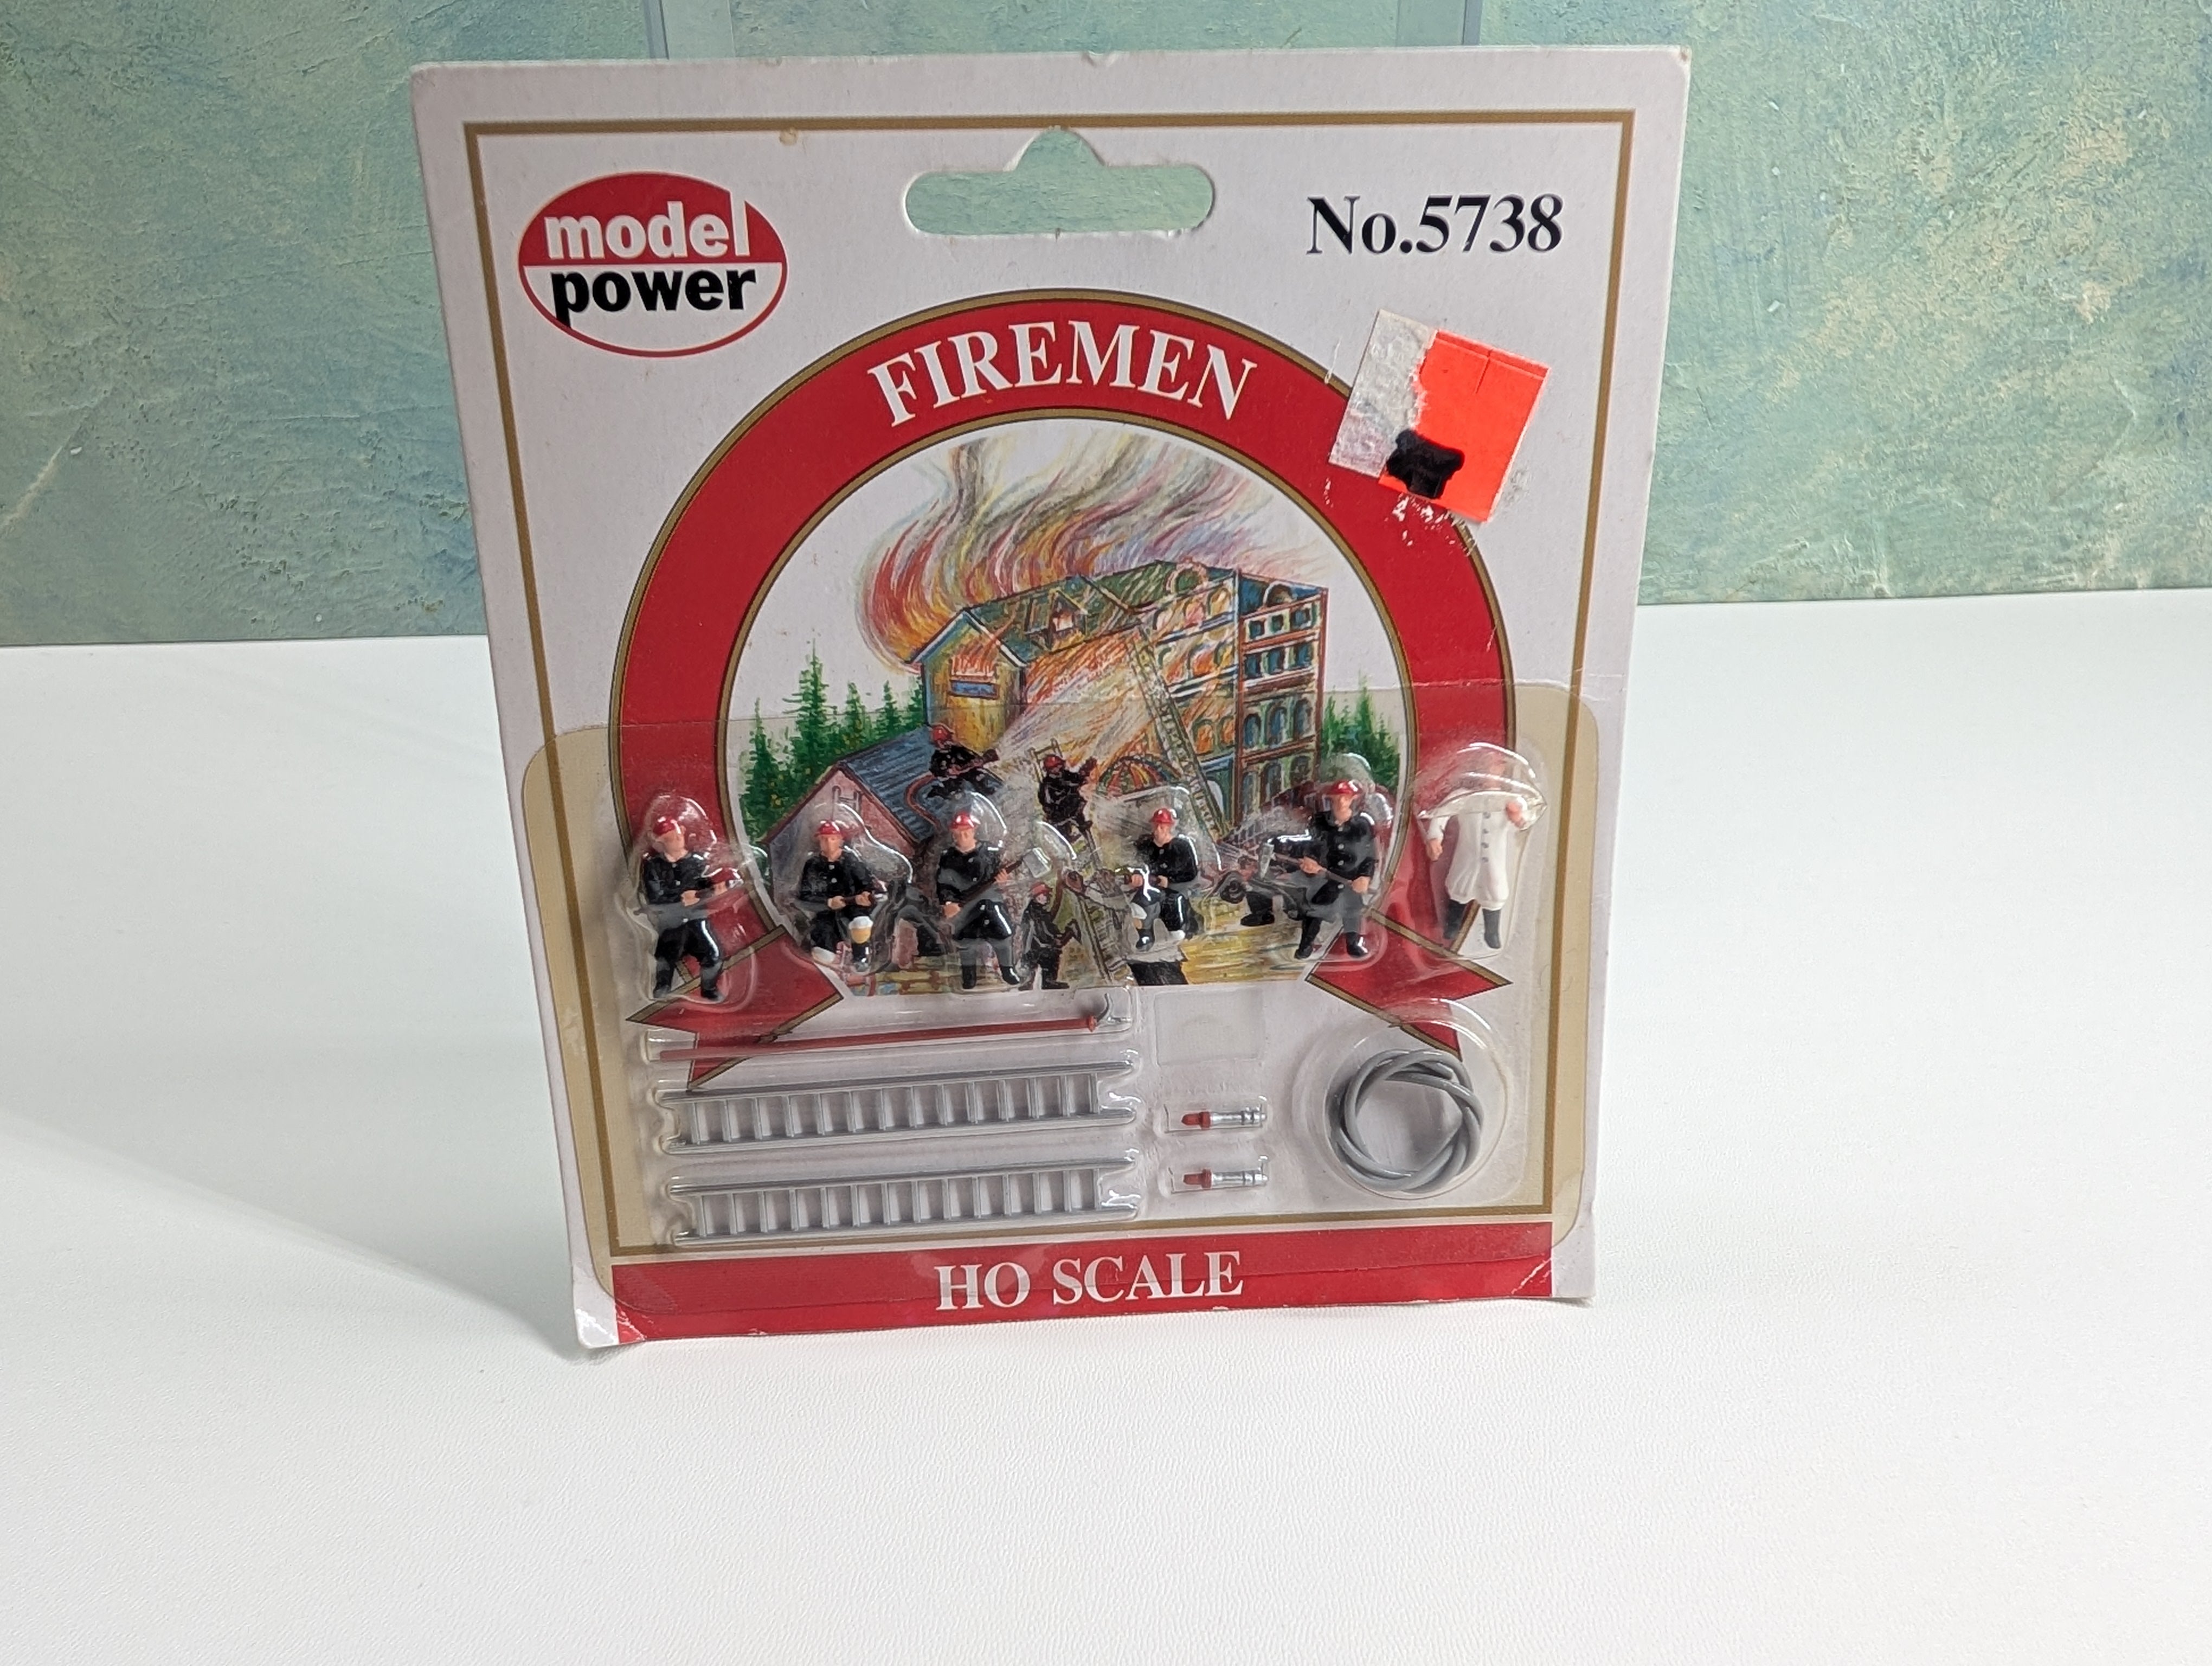 model
power
No.5738
FIREMEN
HO SCALE